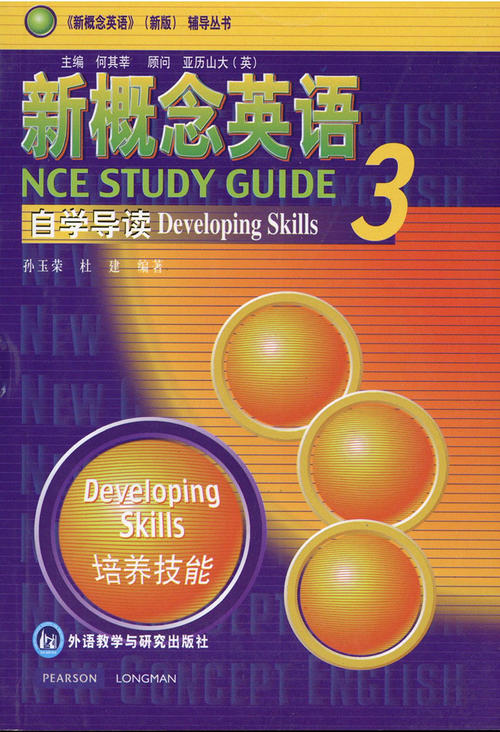 《新概念英语》（新版） 辅导丛书
主编 何其莘 顾问 亚历山大（英）
新概念英语
NCE STUDY GUIDE 3
自学导读 Developing Skills
孙玉荣 杜 建 编著
Developing
Skills
培养技能
外语教学与研究出版社
PEARSON LONGMAN
NEW CONCEPT ENGLISH